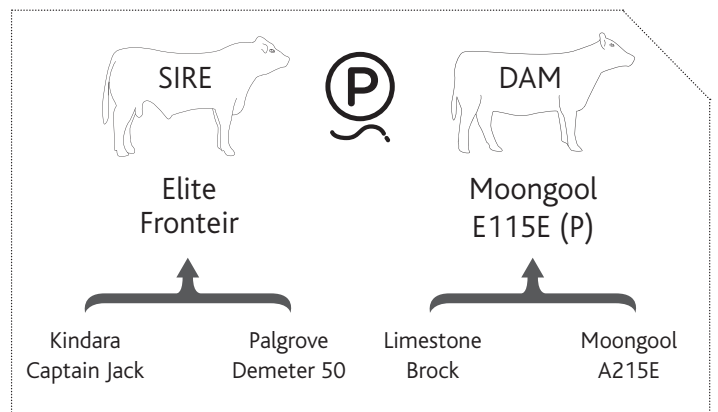 SIRE
P
DAM
Elite
Fronteir
Moongool
E115E (P)
Kindara
Captain Jack
Palgrove
Demeter 50
Limestone
Brock
Moongool
A215E